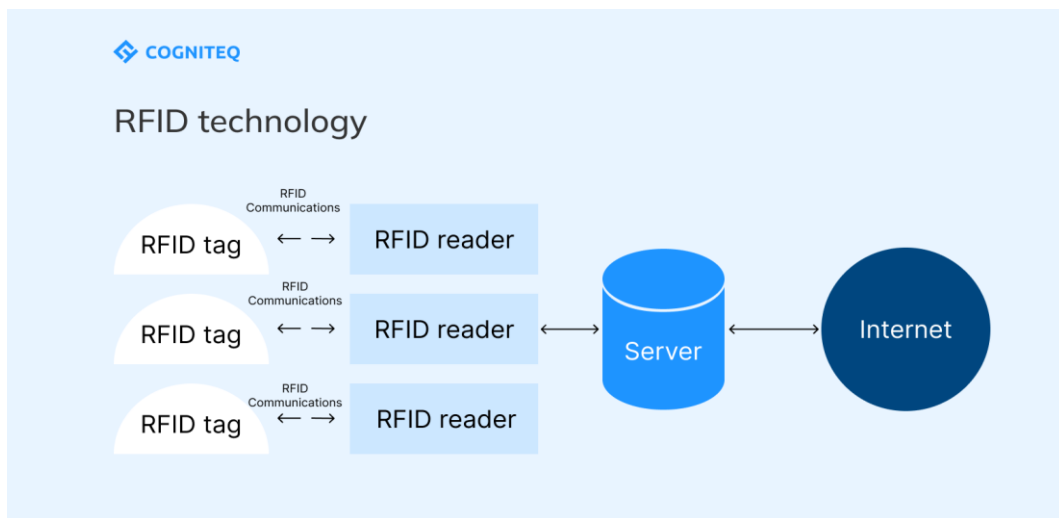 COGNITEQ
RFID technology
RFID
Communications
RFID tag
RFID reader
RFID
Communications
RFID tag
RFID reader
Server
Internet
RFID
Communications
RFID tag
RFID reader